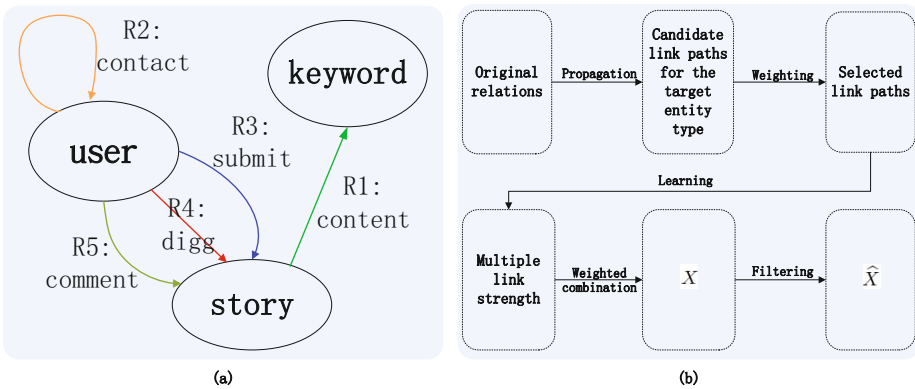 R2:
contact
keyword
R3:
submit
user
R4:
digg
R1:
content
R5:
comment
story
(a)
Original
relations
Propagation
Candidate
link paths
for the
target
entity
type
Weighting
Selected
link paths
Learning
Multiple
link
strength
Weighted
combination
X
Filtering
X̂
(b)